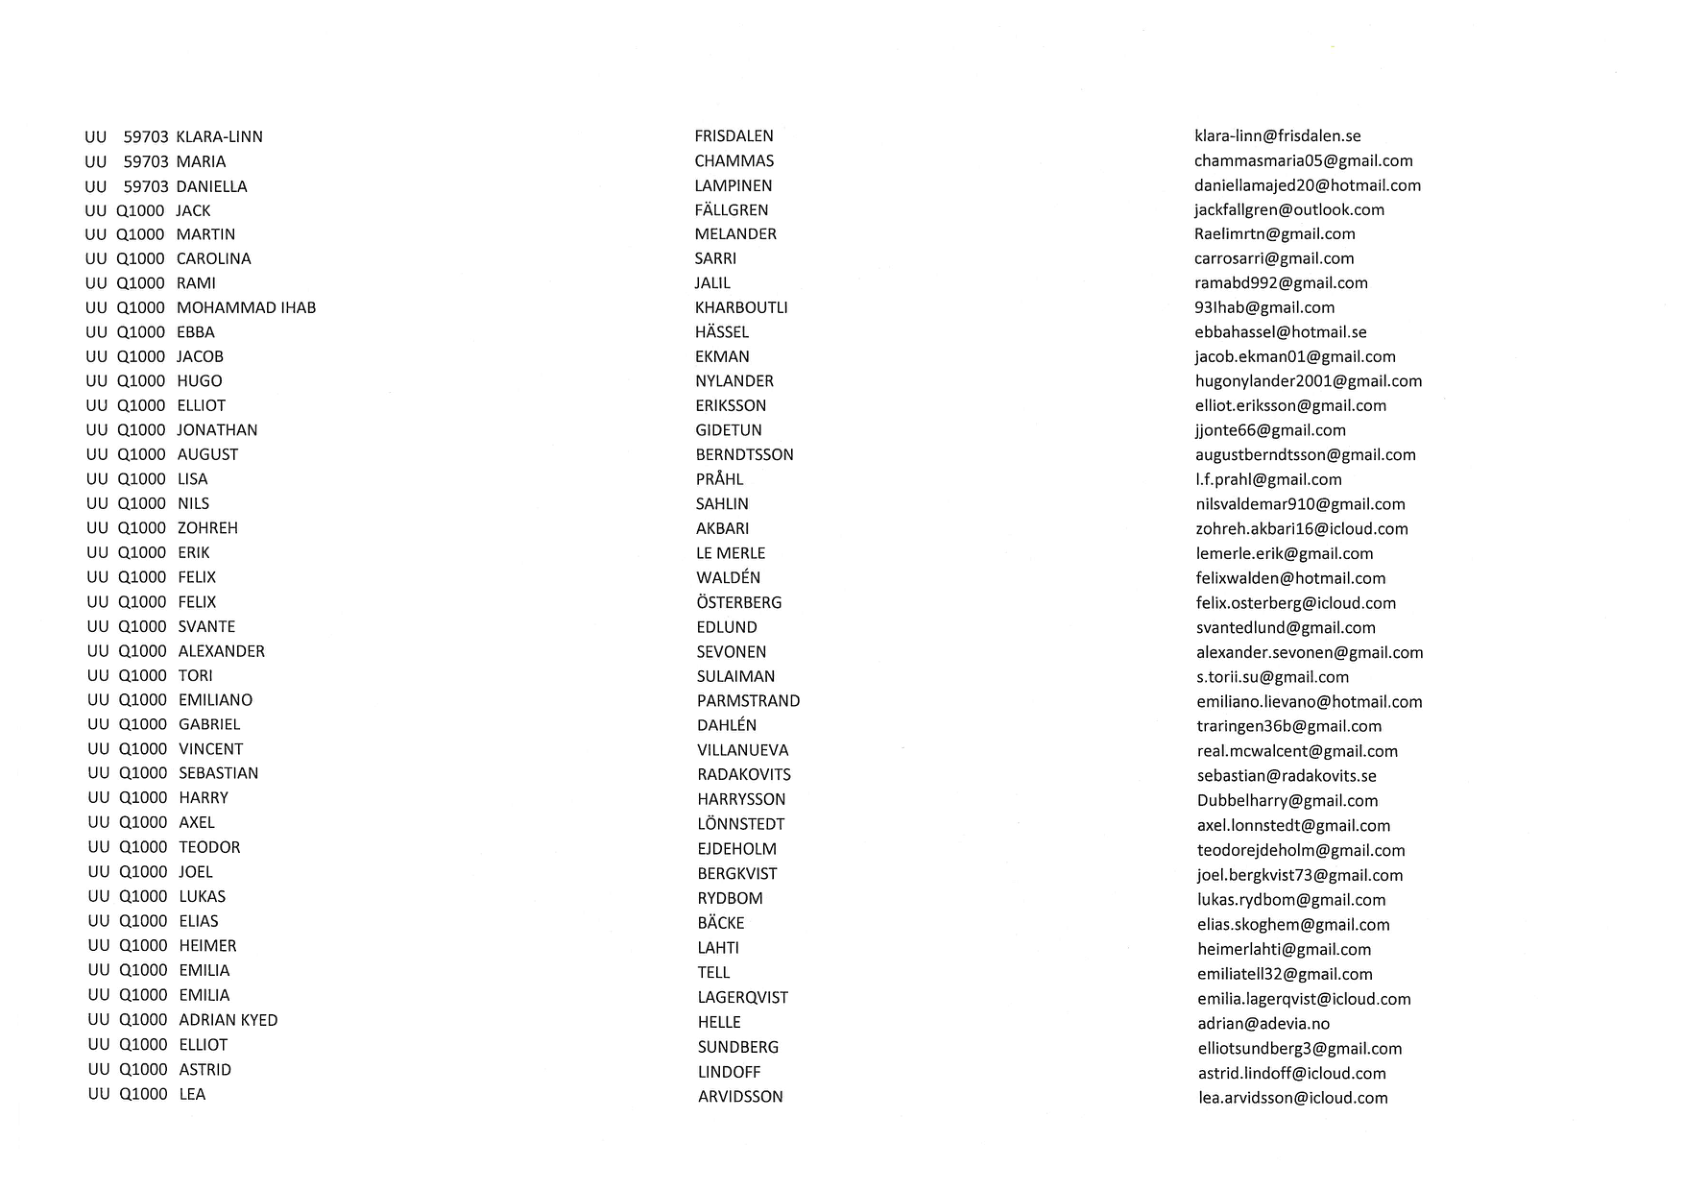 UU 59703 KLARA-LINN FRISDALEN klara-linn@frisdalen.se
UU 59703 MARIA CHAMMAS chammasmaria05@gmail.com
UU 59703 DANIELLA LAMPINEN daniellamajed20@hotmail.com
UU Q1000 JACK FÄLLGREN jackfallgren@outlook.com
UU Q1000 MARTIN MELANDER Raelimrtn@gmail.com
UU Q1000 CAROLINA SARRI carrosarri@gmail.com
UU Q1000 RAMI JALIL ramabd992@gmail.com
UU Q1000 MOHAMMAD IHAB KHARBOUTLI 93Ihab@gmail.com
UU Q1000 EBBA HÄSSEL ebbahassel@hotmail.se
UU Q1000 JACOB EKMAN jacob.ekman01@gmail.com
UU Q1000 HUGO NYLANDER hugonylander2001@gmail.com
UU Q1000 ELLIOT ERIKSSON elliot.eriksson@gmail.com
UU Q1000 JONATHAN GIDETUN jjonte66@gmail.com
UU Q1000 AUGUST BERNDTSSON augustberndtsson@gmail.com
UU Q1000 LISA PRÅHL l.f.prahl@gmail.com
UU Q1000 NILS SAHLIN nilsvaldemar910@gmail.com
UU Q1000 ZOHREH AKBARI zohreh.akbari16@icloud.com
UU Q1000 ERIK LE MERLE lemerle.erik@gmail.com
UU Q1000 FELIX WALDÉN felixwalden@hotmail.com
UU Q1000 FELIX ÖSTERBERG felix.osterberg@icloud.com
UU Q1000 SVANTE EDLUND svantedlund@gmail.com
UU Q1000 ALEXANDER SEVONEN alexander.sevonen@gmail.com
UU Q1000 TORI SULAIMAN s.torii.su@gmail.com
UU Q1000 EMILIANO PARMSTRAND emiliano.lievano@hotmail.com
UU Q1000 GABRIEL DAHLÉN traringen36b@gmail.com
UU Q1000 VINCENT VILLANUEVA real.mcwalcent@gmail.com
UU Q1000 SEBASTIAN RADAKOVITS sebastian@radakovits.se
UU Q1000 HARRY HARRYSSON Dubbelharry@gmail.com
UU Q1000 AXEL LÖNNSTEDT axel.lonnstedt@gmail.com
UU Q1000 TEODOR EJDEHOLM teodorejdeholm@gmail.com
UU Q1000 JOEL BERGKVIST joel.bergkvist73@gmail.com
UU Q1000 LUKAS RYDBOM lukas.rydbom@gmail.com
UU Q1000 ELIAS BÄCKE elias.skoghem@gmail.com
UU Q1000 HEIMER LAHTI heimerlahti@gmail.com
UU Q1000 EMILIA TELL emiliatell32@gmail.com
UU Q1000 EMILIA LAGERQVIST emilia.lagerqvist@icloud.com
UU Q1000 ADRIAN KYED HELLE adrian@adevia.no
UU Q1000 ELLIOT SUNDBERG elliotsundberg3@gmail.com
UU Q1000 ASTRID LINDOFF astrid.lindoff@icloud.com
UU Q1000 LEA ARVIDSSON lea.arvidsson@icloud.com